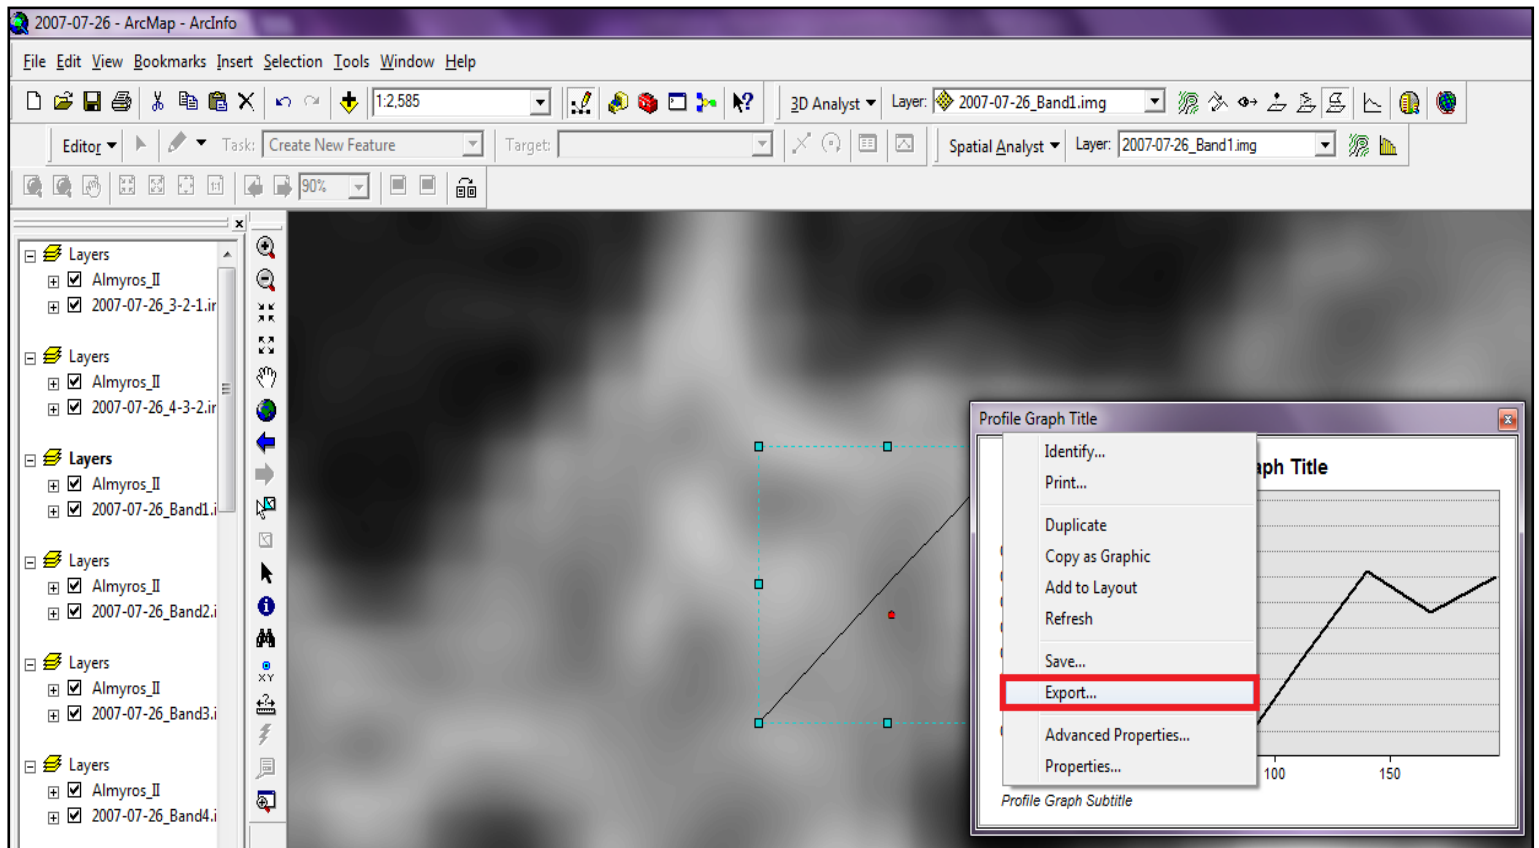 2007-07-26 - ArcMap - ArcInfo
File Edit View Bookmarks Insert Selection Tools Window Help
1:2,585 3D Analyst Layer: 2007-07-26_Band1.img
Editor Task: Create New Feature Target: Spatial Analyst Layer: 2007-07-26_Band1.img
1:1 90%
Layers
Almyros_II
2007-07-26_3-2-1.ir
Layers
Almyros_II
2007-07-26_4-3-2.ir
Layers
Almyros_II
2007-07-26_Band1.i
Layers
Almyros_II
2007-07-26_Band2.i
Layers
Almyros_II
2007-07-26_Band3.i
Layers
Almyros_II
2007-07-26_Band4.i
XY
Profile Graph Title
aph Title
Identify...
Print...
Duplicate
Copy as Graphic
Add to Layout
Refresh
Save...
Export...
Advanced Properties...
Properties...
100 150
Profile Graph Subtitle